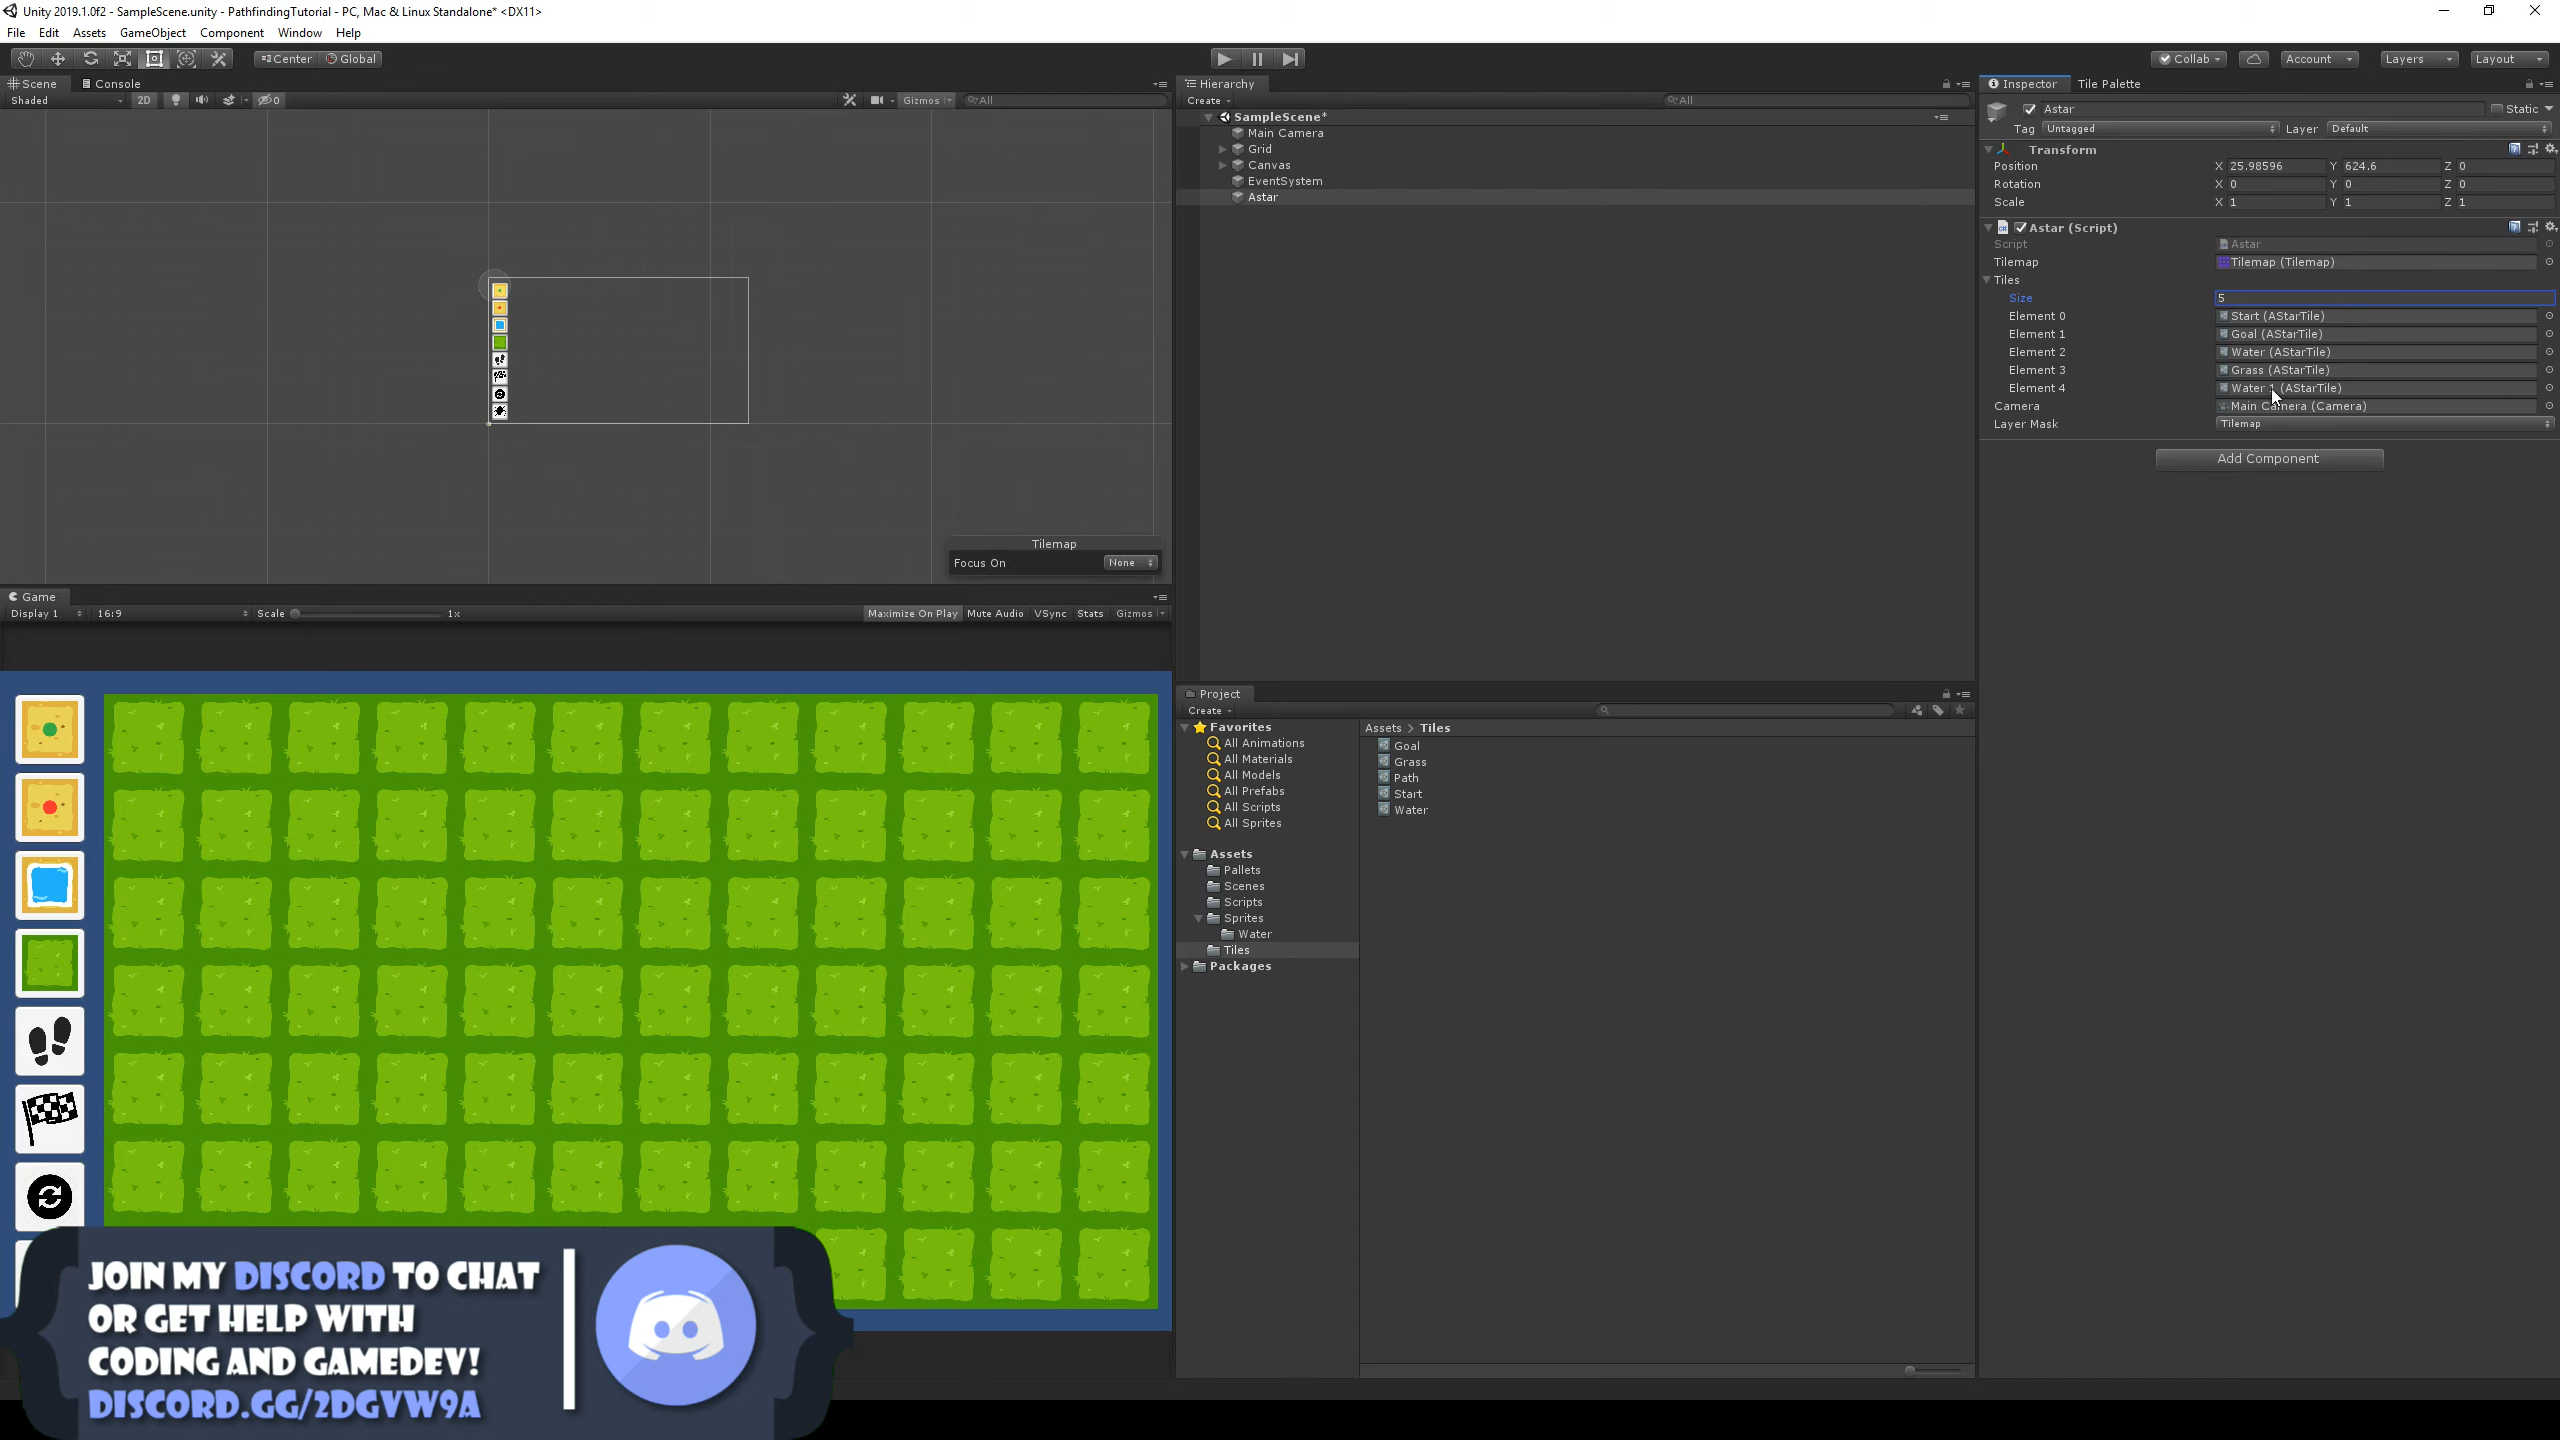 Unity 2019.1.0f2 - SampleScene.unity - PathfindingTutorial - PC, Mac & Linux Standalone* <DX11>
File Edit Assets GameObject Component Window Help
Center Global
Collab Account Layers Layout
Scene Console
Shaded 2D 0 Gizmos All
Tilemap
Focus On None
Game
Display 1 16:9 Scale 1x Maximize On Play Mute Audio VSync Stats Gizmos
Hierarchy
Create All
SampleScene*
Main Camera
Grid
Canvas
EventSystem
Astar
Project
Create
Favorites
All Animations
All Materials
All Models
All Prefabs
All Scripts
All Sprites
Assets
Pallets
Scenes
Scripts
Sprites
Water
Tiles
Packages
Assets > Tiles
Goal
Grass
Path
Start
Water
Inspector Tile Palette
Astar Static
Tag Untagged Layer Default
Transform
Position X 25.98596 Y 624.6 Z 0
Rotation X 0 Y 0 Z 0
Scale X 1 Y 1 Z 1
Astar (Script)
Script Astar
Tilemap Tilemap (Tilemap)
Tiles
Size 5
Element 0 Start (AStarTile)
Element 1 Goal (AStarTile)
Element 2 Water (AStarTile)
Element 3 Grass (AStarTile)
Element 4 Water 1 (AStarTile)
Camera Main Camera (Camera)
Layer Mask Tilemap
Add Component
JOIN MY DISCORD TO CHAT
OR GET HELP WITH
CODING AND GAMEDEV!
DISCORD.GG/2DGVW9A